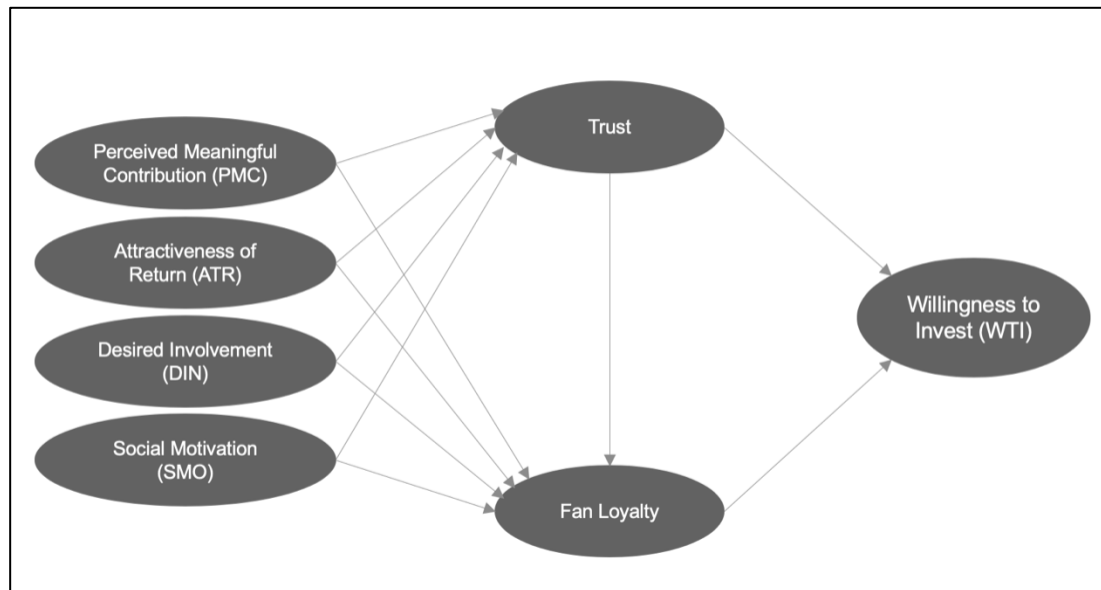 Perceived Meaningful
Contribution (PMC)
Attractiveness of
Return (ATR)
Desired Involvement
(DIN)
Social Motivation
(SMO)
Trust
Fan Loyalty
Willingness to
Invest (WTI)